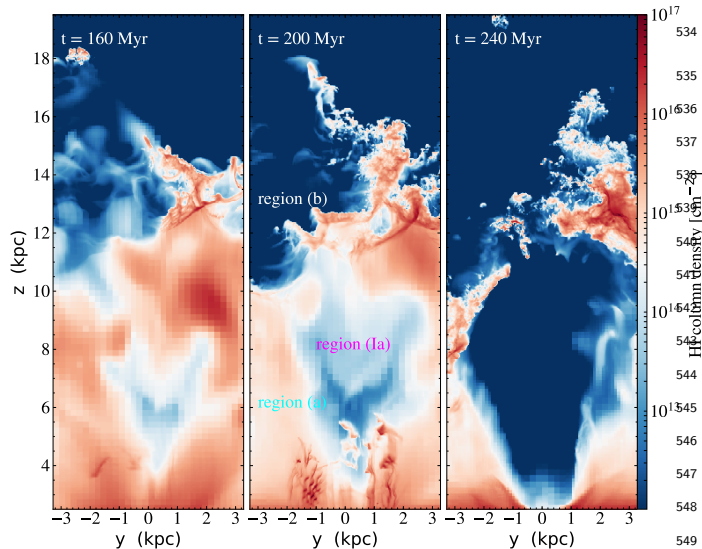 t = 160 Myr
t = 200 Myr
t = 240 Myr
region (b)
region (Ia)
region (a)
z (kpc)
18
16
14
12
10
8
6
4
−3 −2 −1 0 1 2 3
−3 −2 −1 0 1 2 3
−3 −2 −1 0 1 2 3
y (kpc)
y (kpc)
y (kpc)
10^17
10^16
10^15
10^14
10^13
HI column density [cm^−2]
534
535
536
537
538
539
540
541
542
543
544
545
546
547
548
549